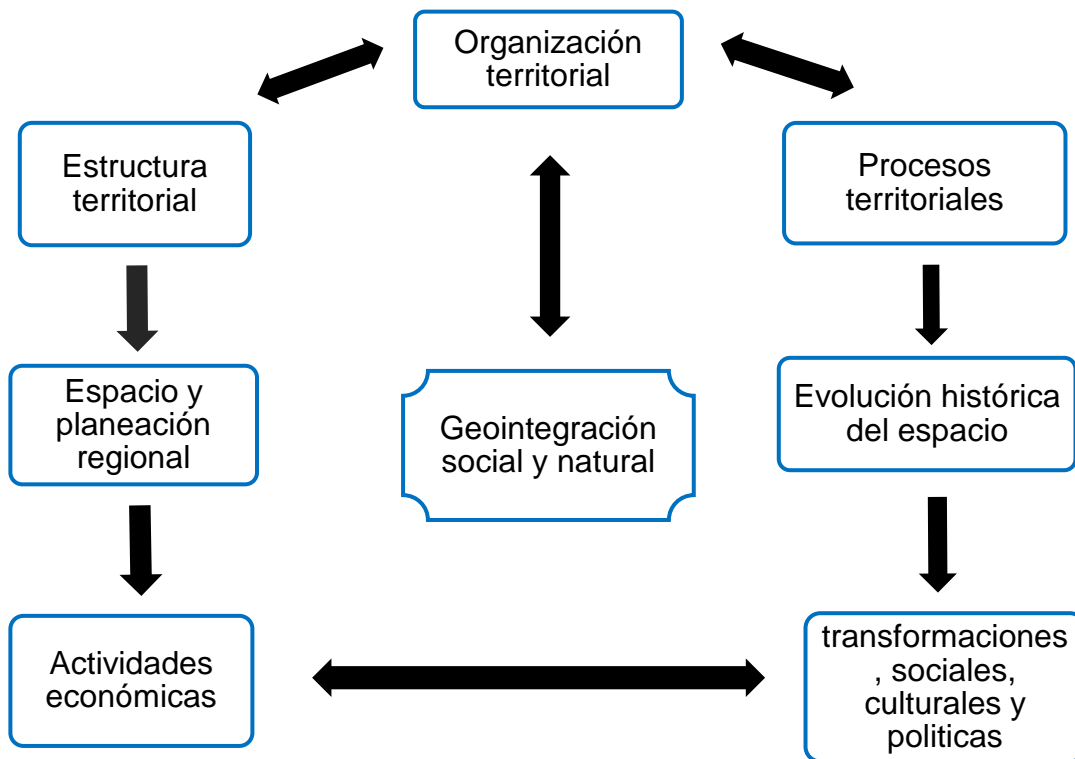 Organización
territorial
Estructura
territorial
Procesos
territoriales
Espacio y
planeación
regional
Geointegración
social y natural
Evolución histórica
del espacio
Actividades
económicas
transformaciones
, sociales,
culturales y
politicas